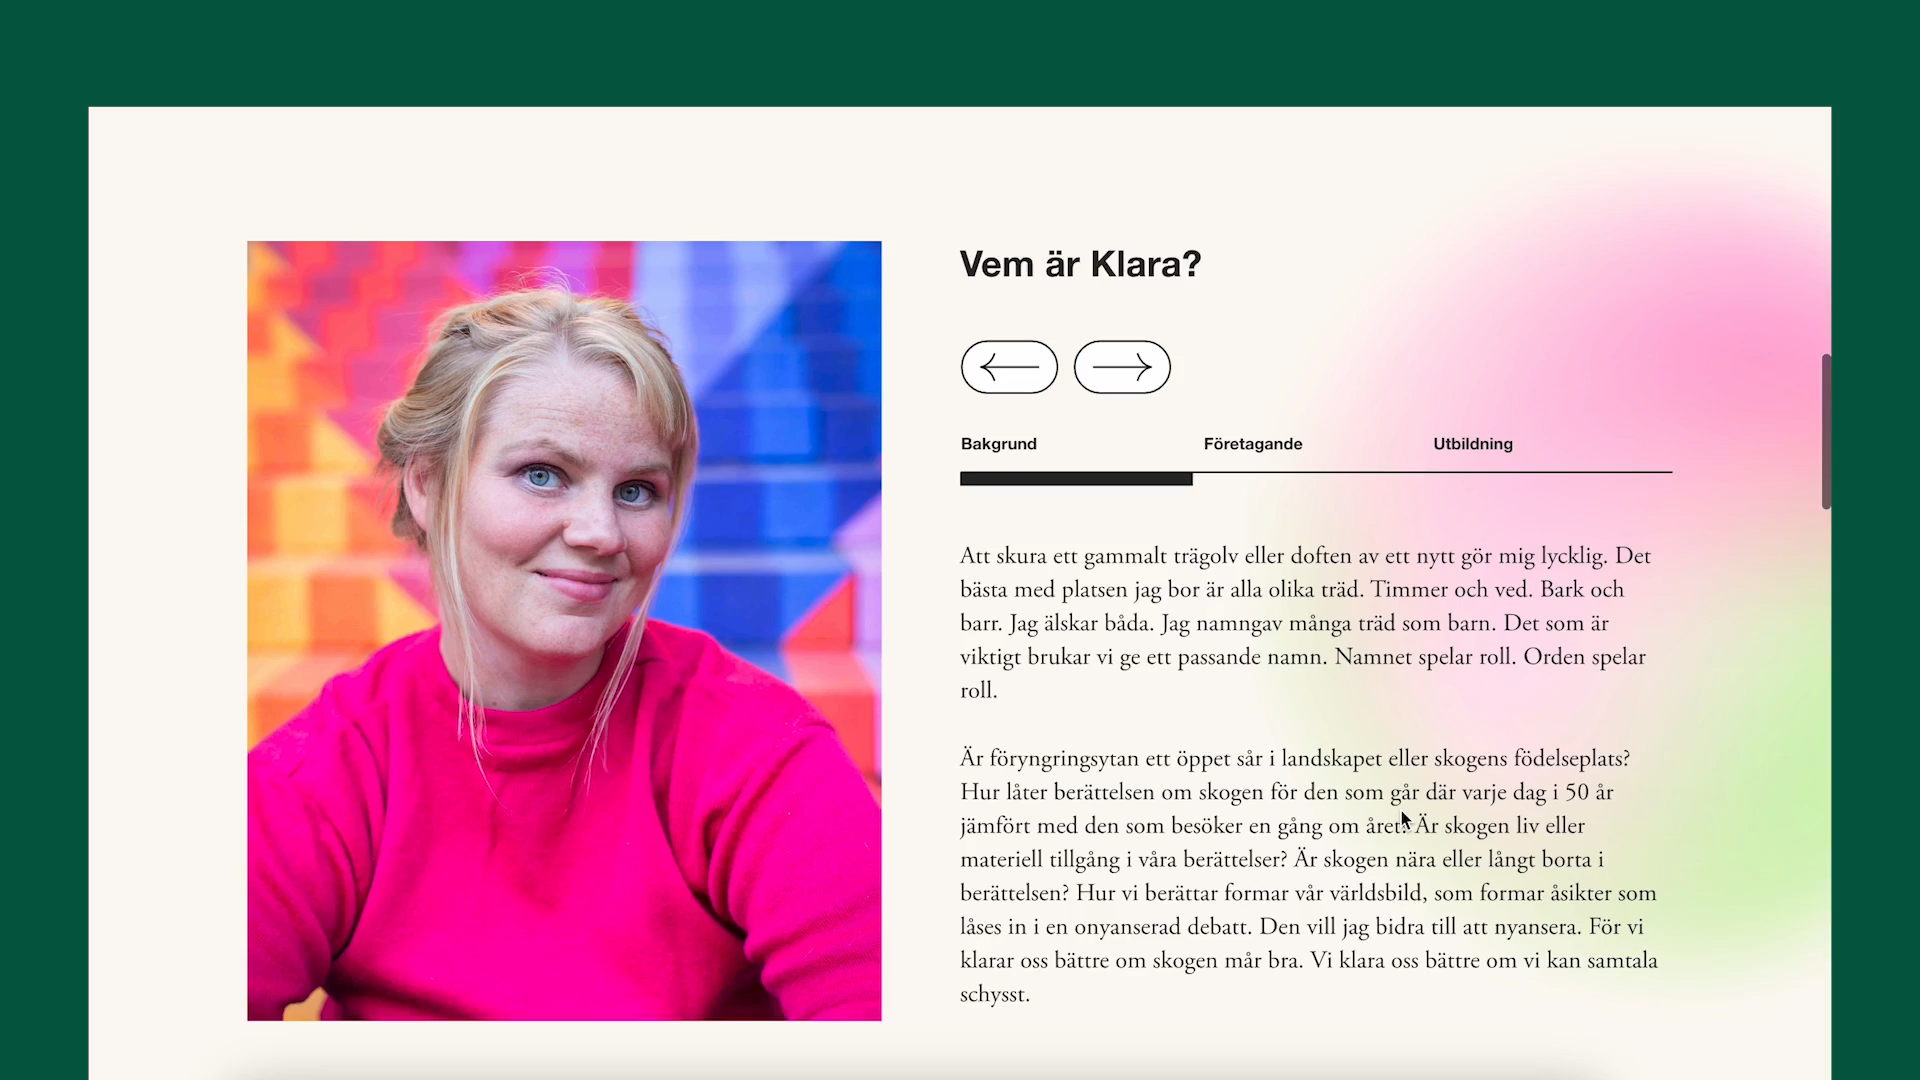 Vem är Klara?
Bakgrund
Företagande
Utbildning
Att skura ett gammalt trägolv eller doften av ett nytt gör mig lycklig. Det
bästa med platsen jag bor är alla olika träd. Timmer och ved. Bark och
barr. Jag älskar båda. Jag namngav många träd som barn. Det som är
viktigt brukar vi ge ett passande namn. Namnet spelar roll. Orden spelar
roll.
Är föryngringsytan ett öppet sår i landskapet eller skogens födelseplats?
Hur låter berättelsen om skogen för den som går där varje dag i 50 år
jämfört med den som besöker en gång om året? Är skogen liv eller
materiell tillgång i våra berättelser? Är skogen nära eller långt borta i
berättelsen? Hur vi berättar formar vår världsbild, som formar åsikter som
låses in i en onyanserad debatt. Den vill jag bidra till att nyansera. För vi
klarar oss bättre om skogen mår bra. Vi klara oss bättre om vi kan samtala
schysst.